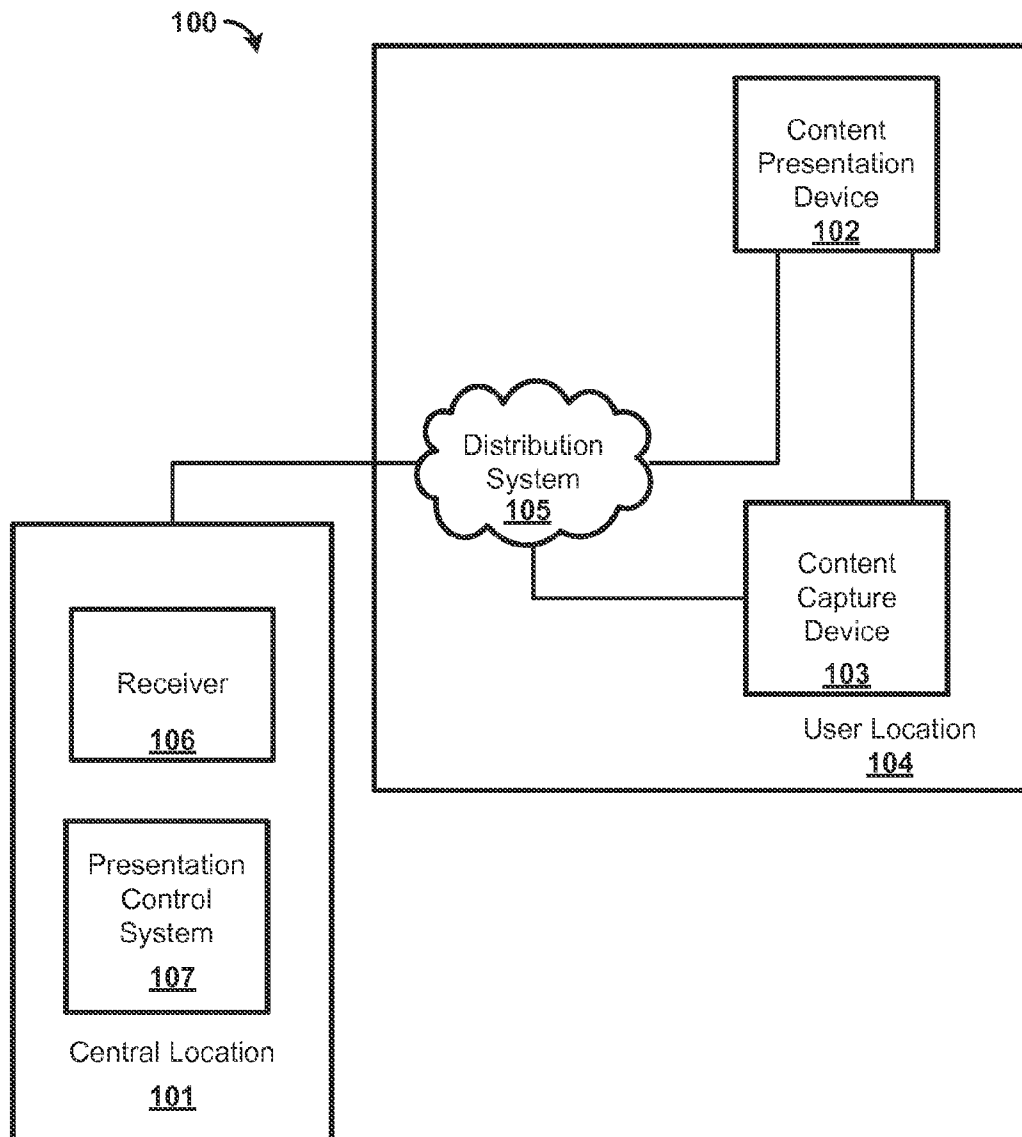 100
Content
Presentation
Device
102
Distribution
System
105
Content
Capture
Device
103
User Location
104
Receiver
106
Presentation
Control
System
107
Central Location
101